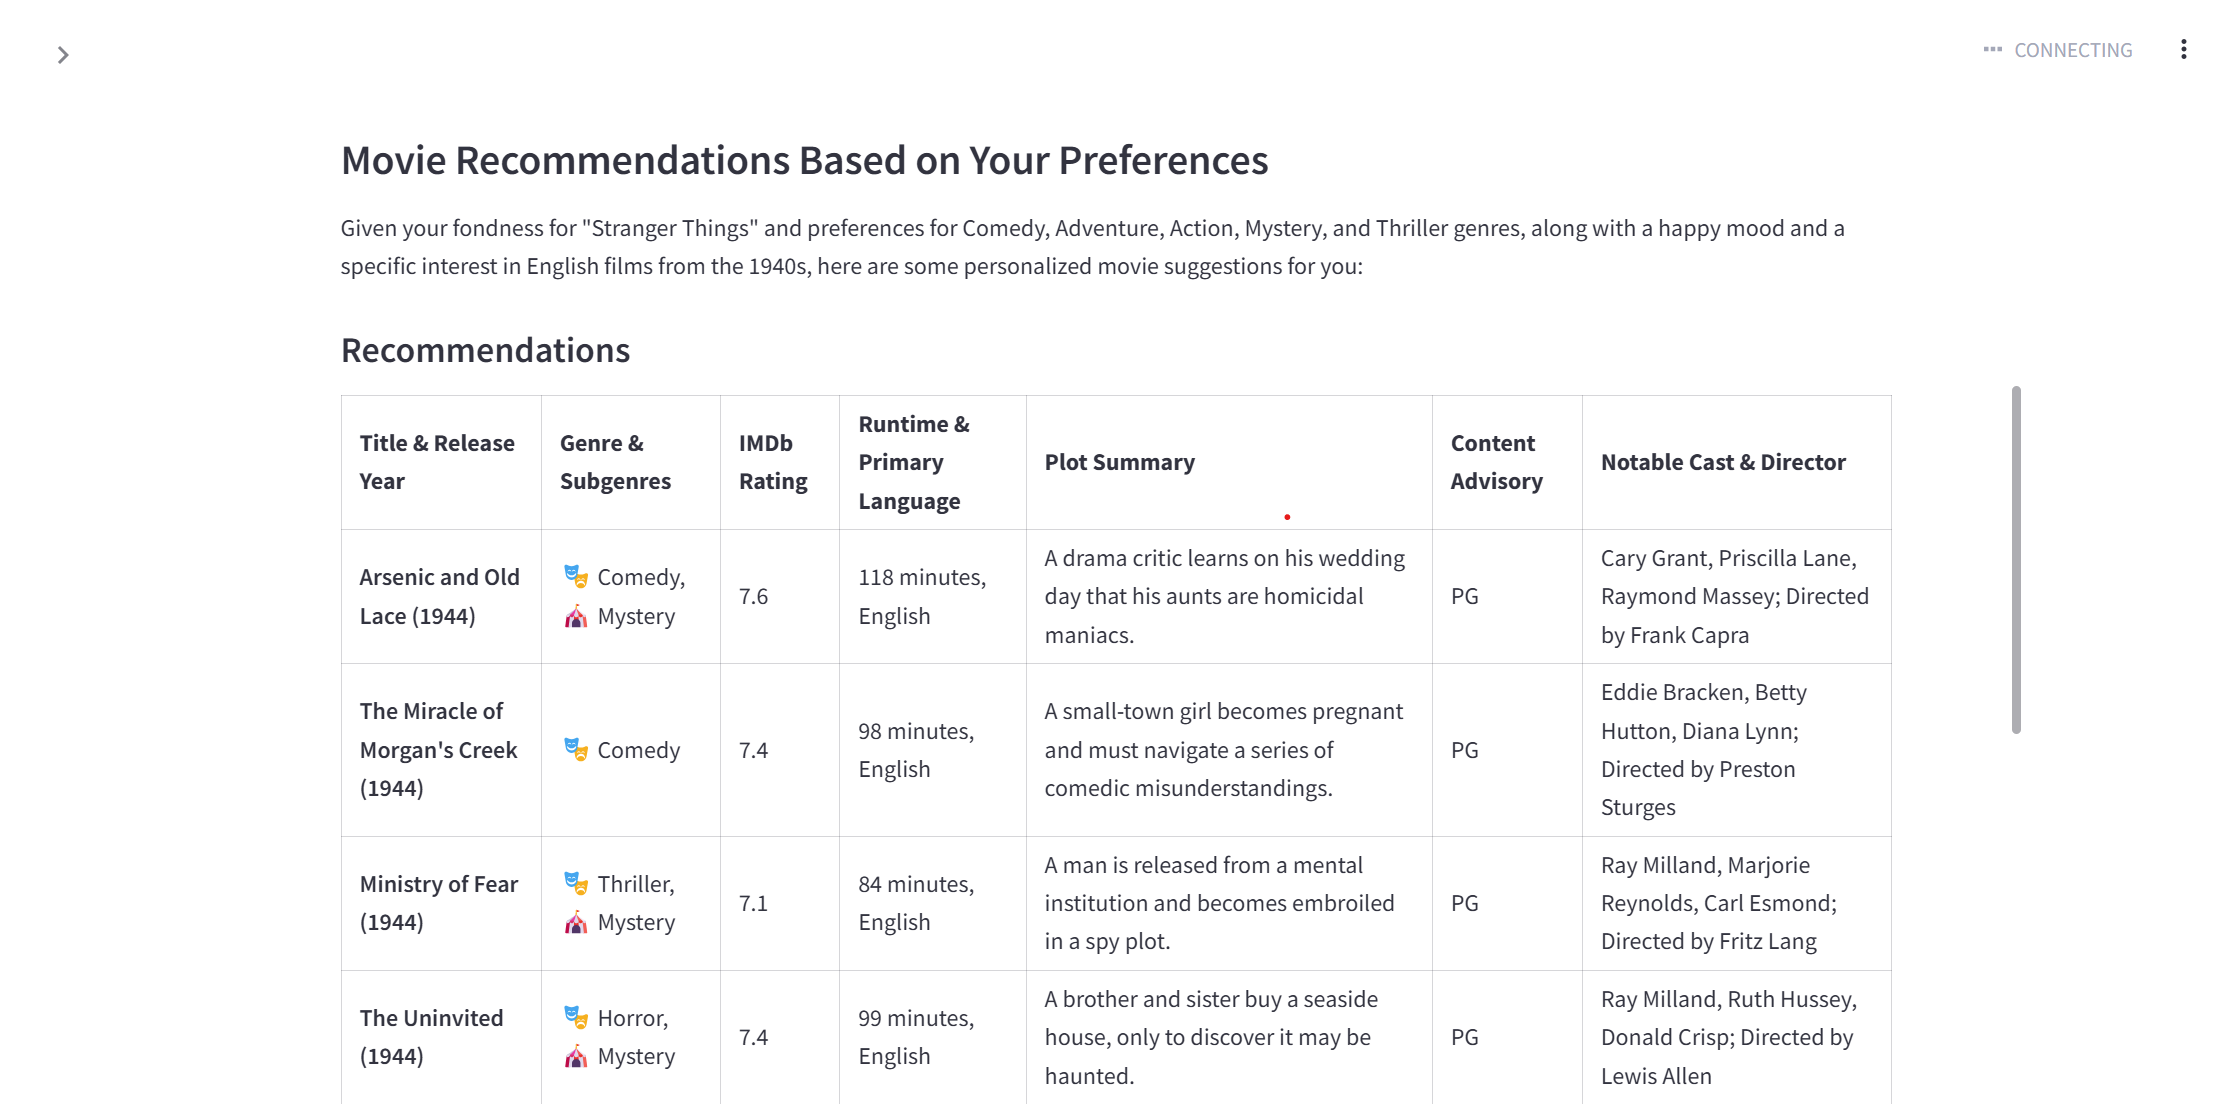 CONNECTING
Movie Recommendations Based on Your Preferences
Given your fondness for "Stranger Things" and preferences for Comedy, Adventure, Action, Mystery, and Thriller genres, along with a happy mood and a
specific interest in English films from the 1940s, here are some personalized movie suggestions for you:
Recommendations
Title & Release
Year
Genre &
Subgenres
IMDb
Rating
Runtime &
Primary
Language
Plot Summary
Content
Advisory
Notable Cast & Director
Arsenic and Old
Lace (1944)
🎭 Comedy,
🎪 Mystery
7.6
118 minutes,
English
A drama critic learns on his wedding
day that his aunts are homicidal
maniacs.
PG
Cary Grant, Priscilla Lane,
Raymond Massey; Directed
by Frank Capra
The Miracle of
Morgan's Creek
(1944)
🎭 Comedy
7.4
98 minutes,
English
A small-town girl becomes pregnant
and must navigate a series of
comedic misunderstandings.
PG
Eddie Bracken, Betty
Hutton, Diana Lynn;
Directed by Preston
Sturges
Ministry of Fear
(1944)
🎭 Thriller,
🎪 Mystery
7.1
84 minutes,
English
A man is released from a mental
institution and becomes embroiled
in a spy plot.
PG
Ray Milland, Marjorie
Reynolds, Carl Esmond;
Directed by Fritz Lang
The Uninvited
(1944)
🎭 Horror,
🎪 Mystery
7.4
99 minutes,
English
A brother and sister buy a seaside
house, only to discover it may be
haunted.
PG
Ray Milland, Ruth Hussey,
Donald Crisp; Directed by
Lewis Allen